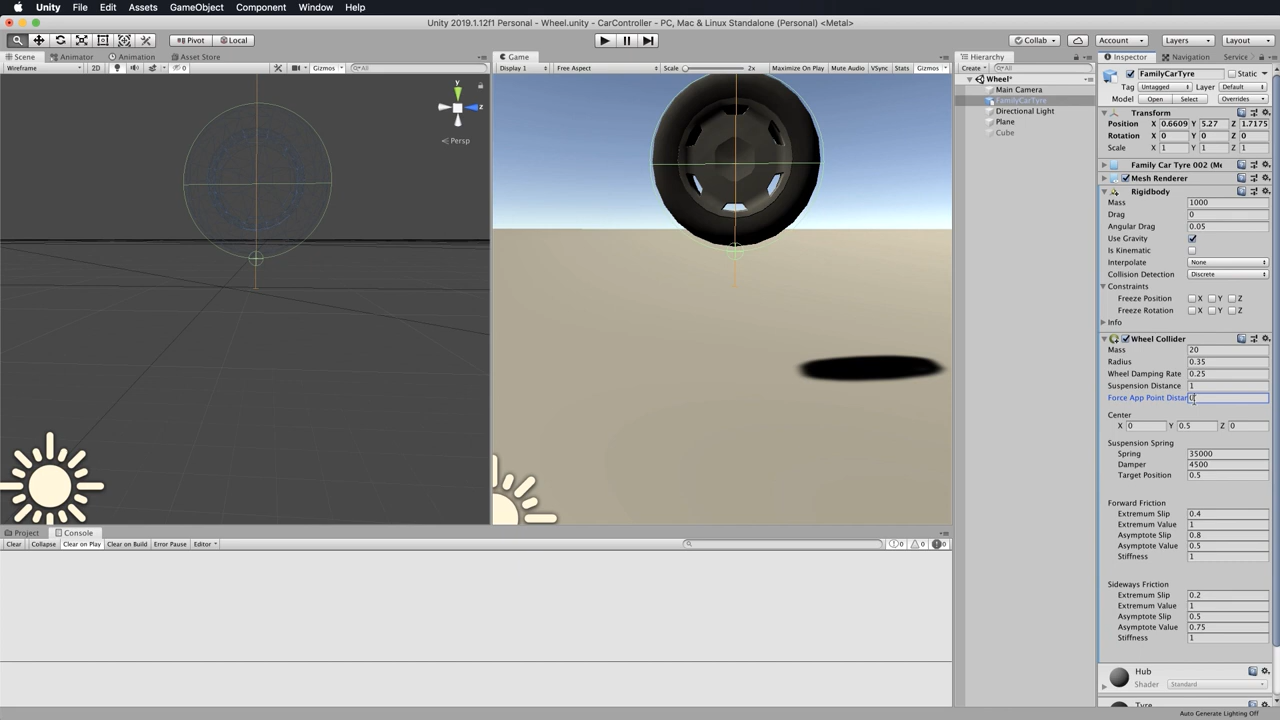 Unity File Edit Assets GameObject Component Window Help
Unity 2019.1.12f1 Personal - Wheel.unity - CarController - PC, Mac & Linux Standalone (Personal) <Metal>
Pivot Local Collab Account Layers Layout
Scene Animator Animation Asset Store
Wireframe 2D 0 Gizmos All
y
z
Persp
Game
Display 1 Free Aspect Scale 2x Maximize On Play Mute Audio VSync Stats Gizmos
Hierarchy
Create All
Wheel*
Main Camera
FamilyCarTyre
Directional Light
Plane
Cube
Inspector Navigation Service
FamilyCarTyre Static
Tag Untagged Layer Default
Model Open Select Overrides
Transform
Position X 0.6609 Y 5.27 Z 1.7175
Rotation X 0 Y 0 Z 0
Scale X 1 Y 1 Z 1
Family Car Tyre 002 (Me
Mesh Renderer
Rigidbody
Mass 1000
Drag 0
Angular Drag 0.05
Use Gravity
Is Kinematic
Interpolate None
Collision Detection Discrete
Constraints
Freeze Position X Y Z
Freeze Rotation X Y Z
Info
Wheel Collider
Mass 20
Radius 0.35
Wheel Damping Rate 0.25
Suspension Distance 1
Force App Point Distar 0
Center
X 0 Y 0.5 Z 0
Suspension Spring
Spring 35000
Damper 4500
Target Position 0.5
Forward Friction
Extremum Slip 0.4
Extremum Value 1
Asymptote Slip 0.8
Asymptote Value 0.5
Stiffness 1
Sideways Friction
Extremum Slip 0.2
Extremum Value 1
Asymptote Slip 0.5
Asymptote Value 0.75
Stiffness 1
Hub
Shader Standard
Tyre
Project Console
Clear Collapse Clear on Play Clear on Build Error Pause Editor 0 0 0
Auto Generate Lighting Off